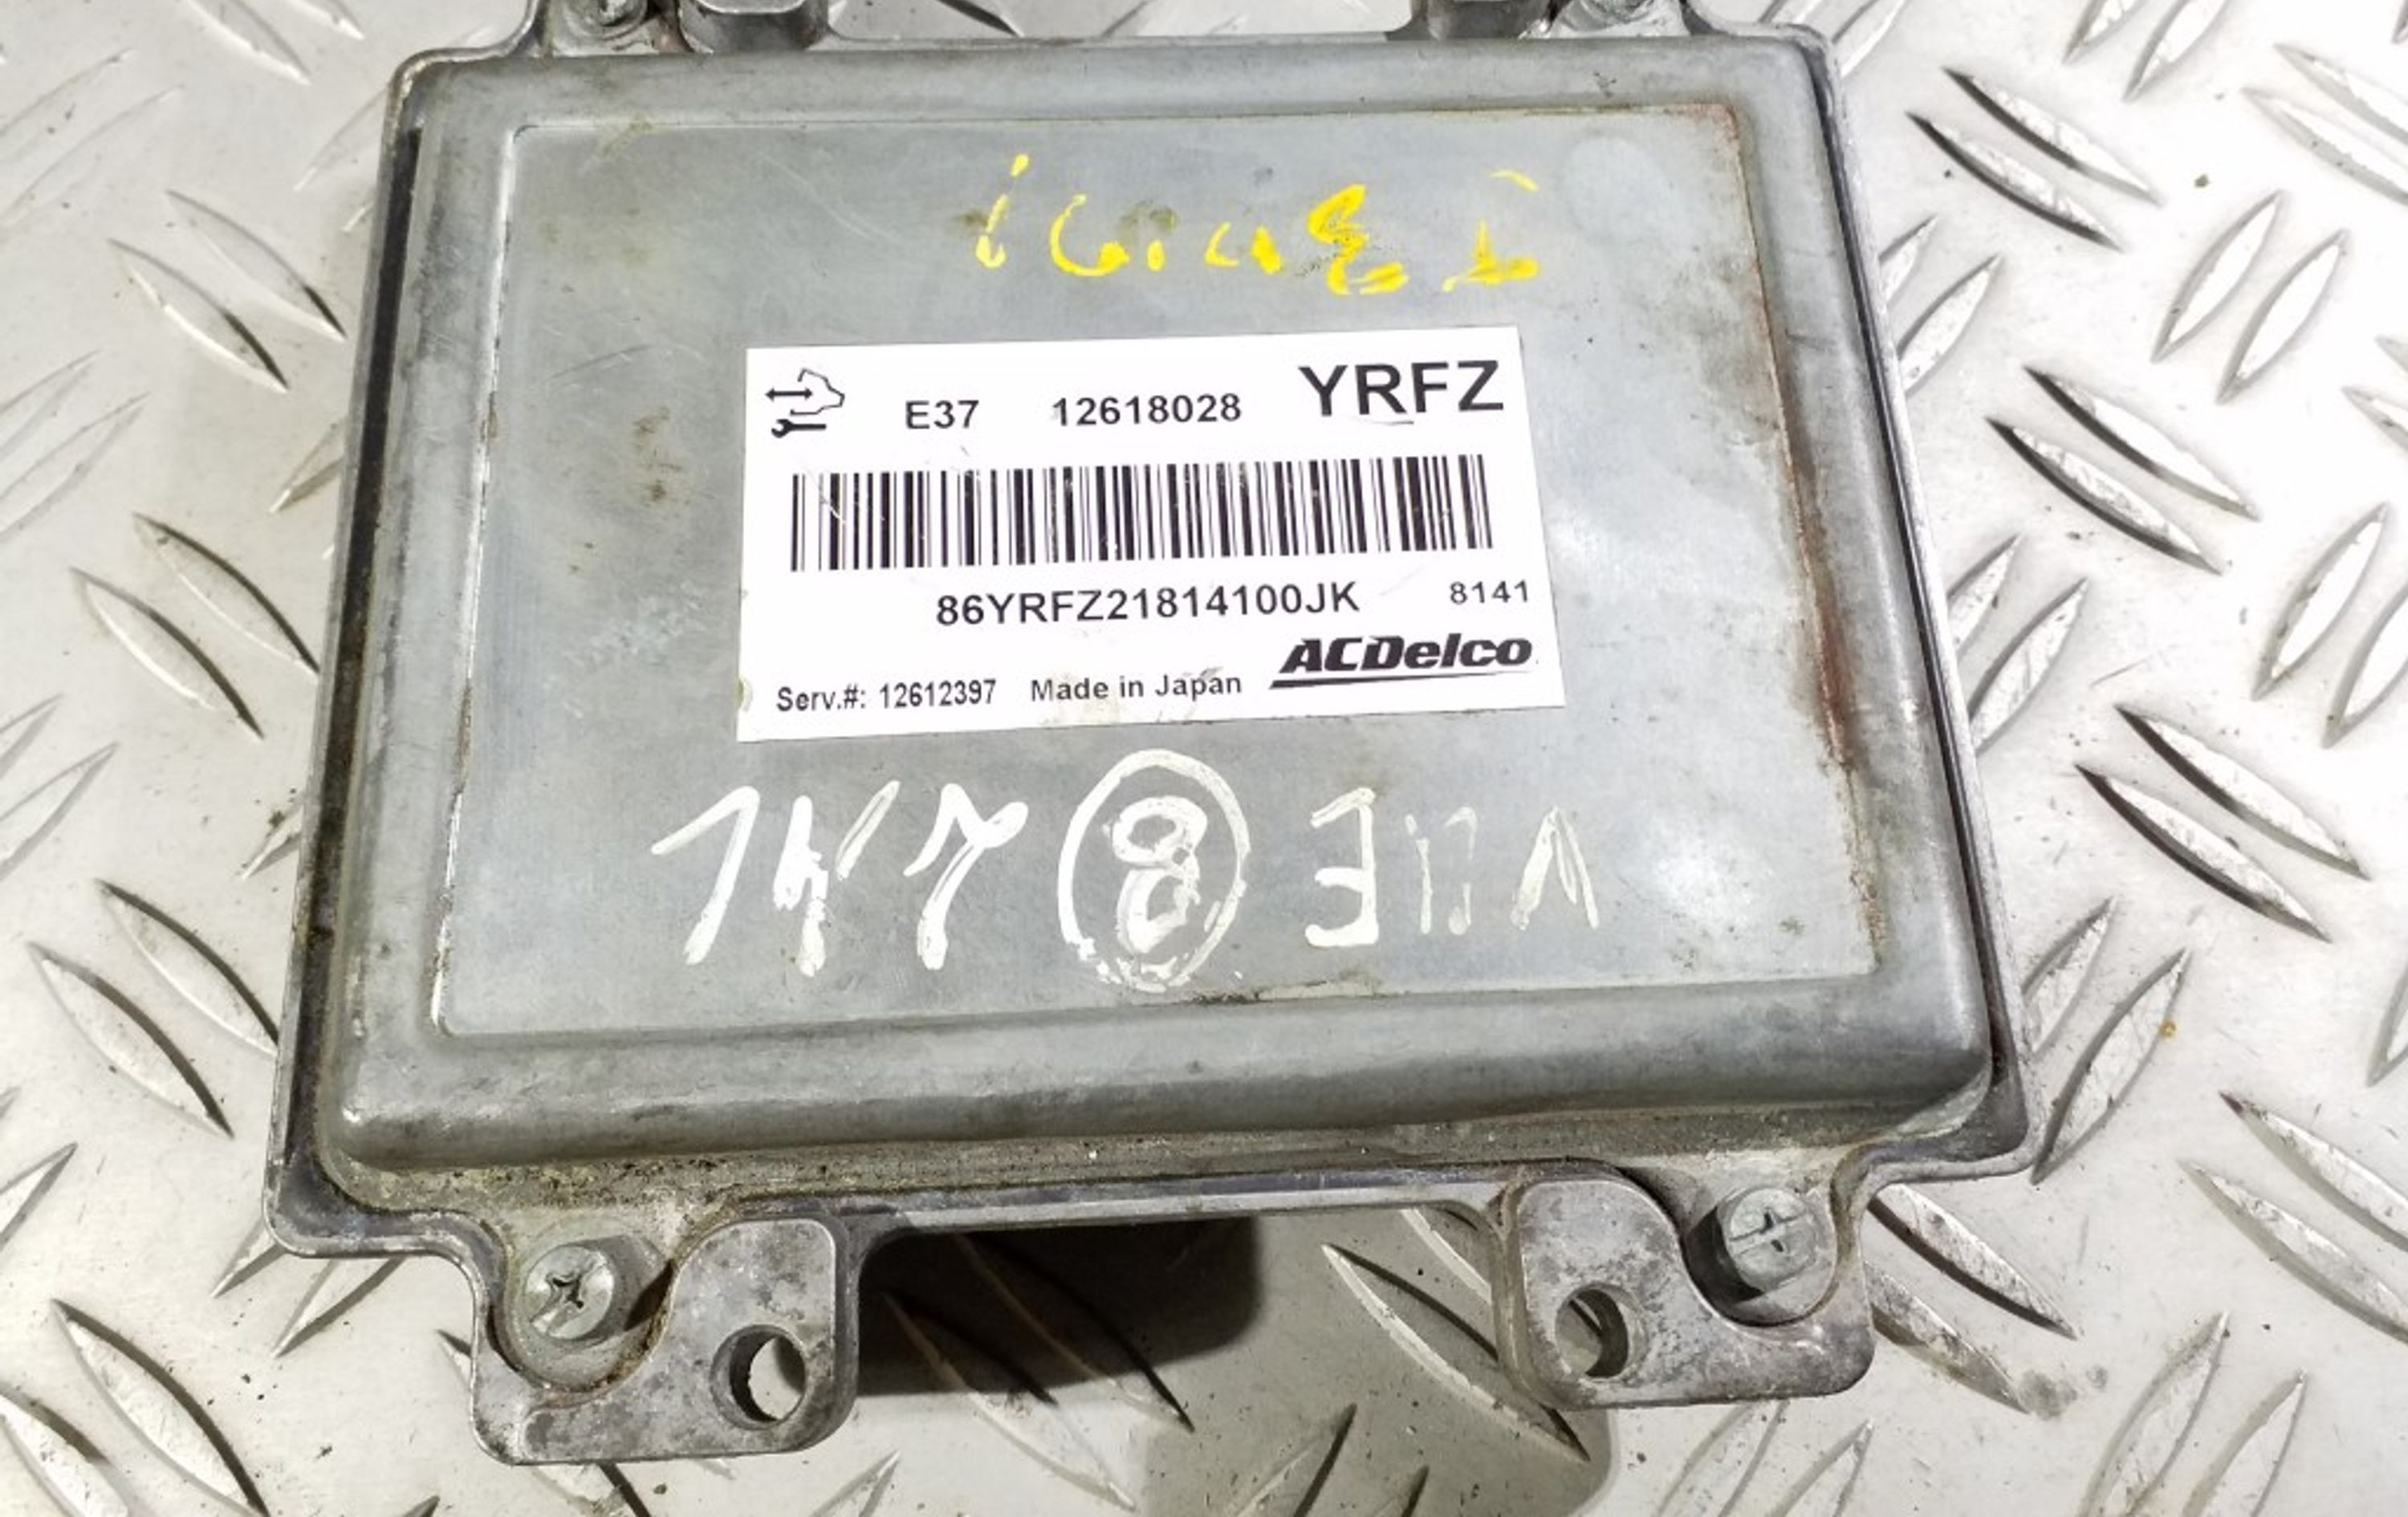 E37 12618028 YRFZ
86YRFZ21814100JK 8141
ACDelco
Serv.#: 12612397 Made in Japan